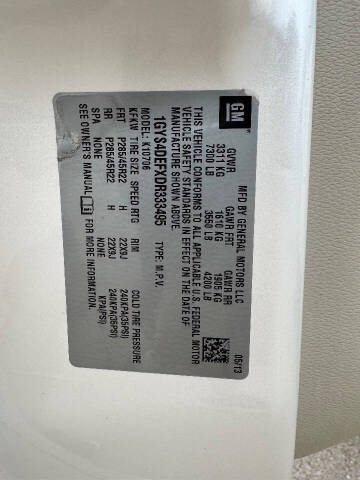 GM
MFD BY GENERAL MOTORS LLC
05/13
GVWR GAWR FRT GAWR RR
3311 KG 1610 KG 1905 KG
7300 LB 3550 LB 4200 LB
THIS VEHICLE CONFORMS TO ALL APPLICABLE U.S. FEDERAL MOTOR
VEHICLE SAFETY STANDARDS IN EFFECT ON THE DATE OF
MANUFACTURE SHOWN ABOVE.
1GYS4DEFXDR333495 TYPE: M.P.V.
MODEL: K10706
KFKW TIRE SIZE SPEED RTG RIM COLD TIRE PRESSURE
FRT P285/45R22 H 22X9J 240KPA(35PSI)
RR P285/45R22 H 22X9J 240KPA(35PSI)
SPA NONE KPA(PSI)
SEE OWNER'S MANUAL